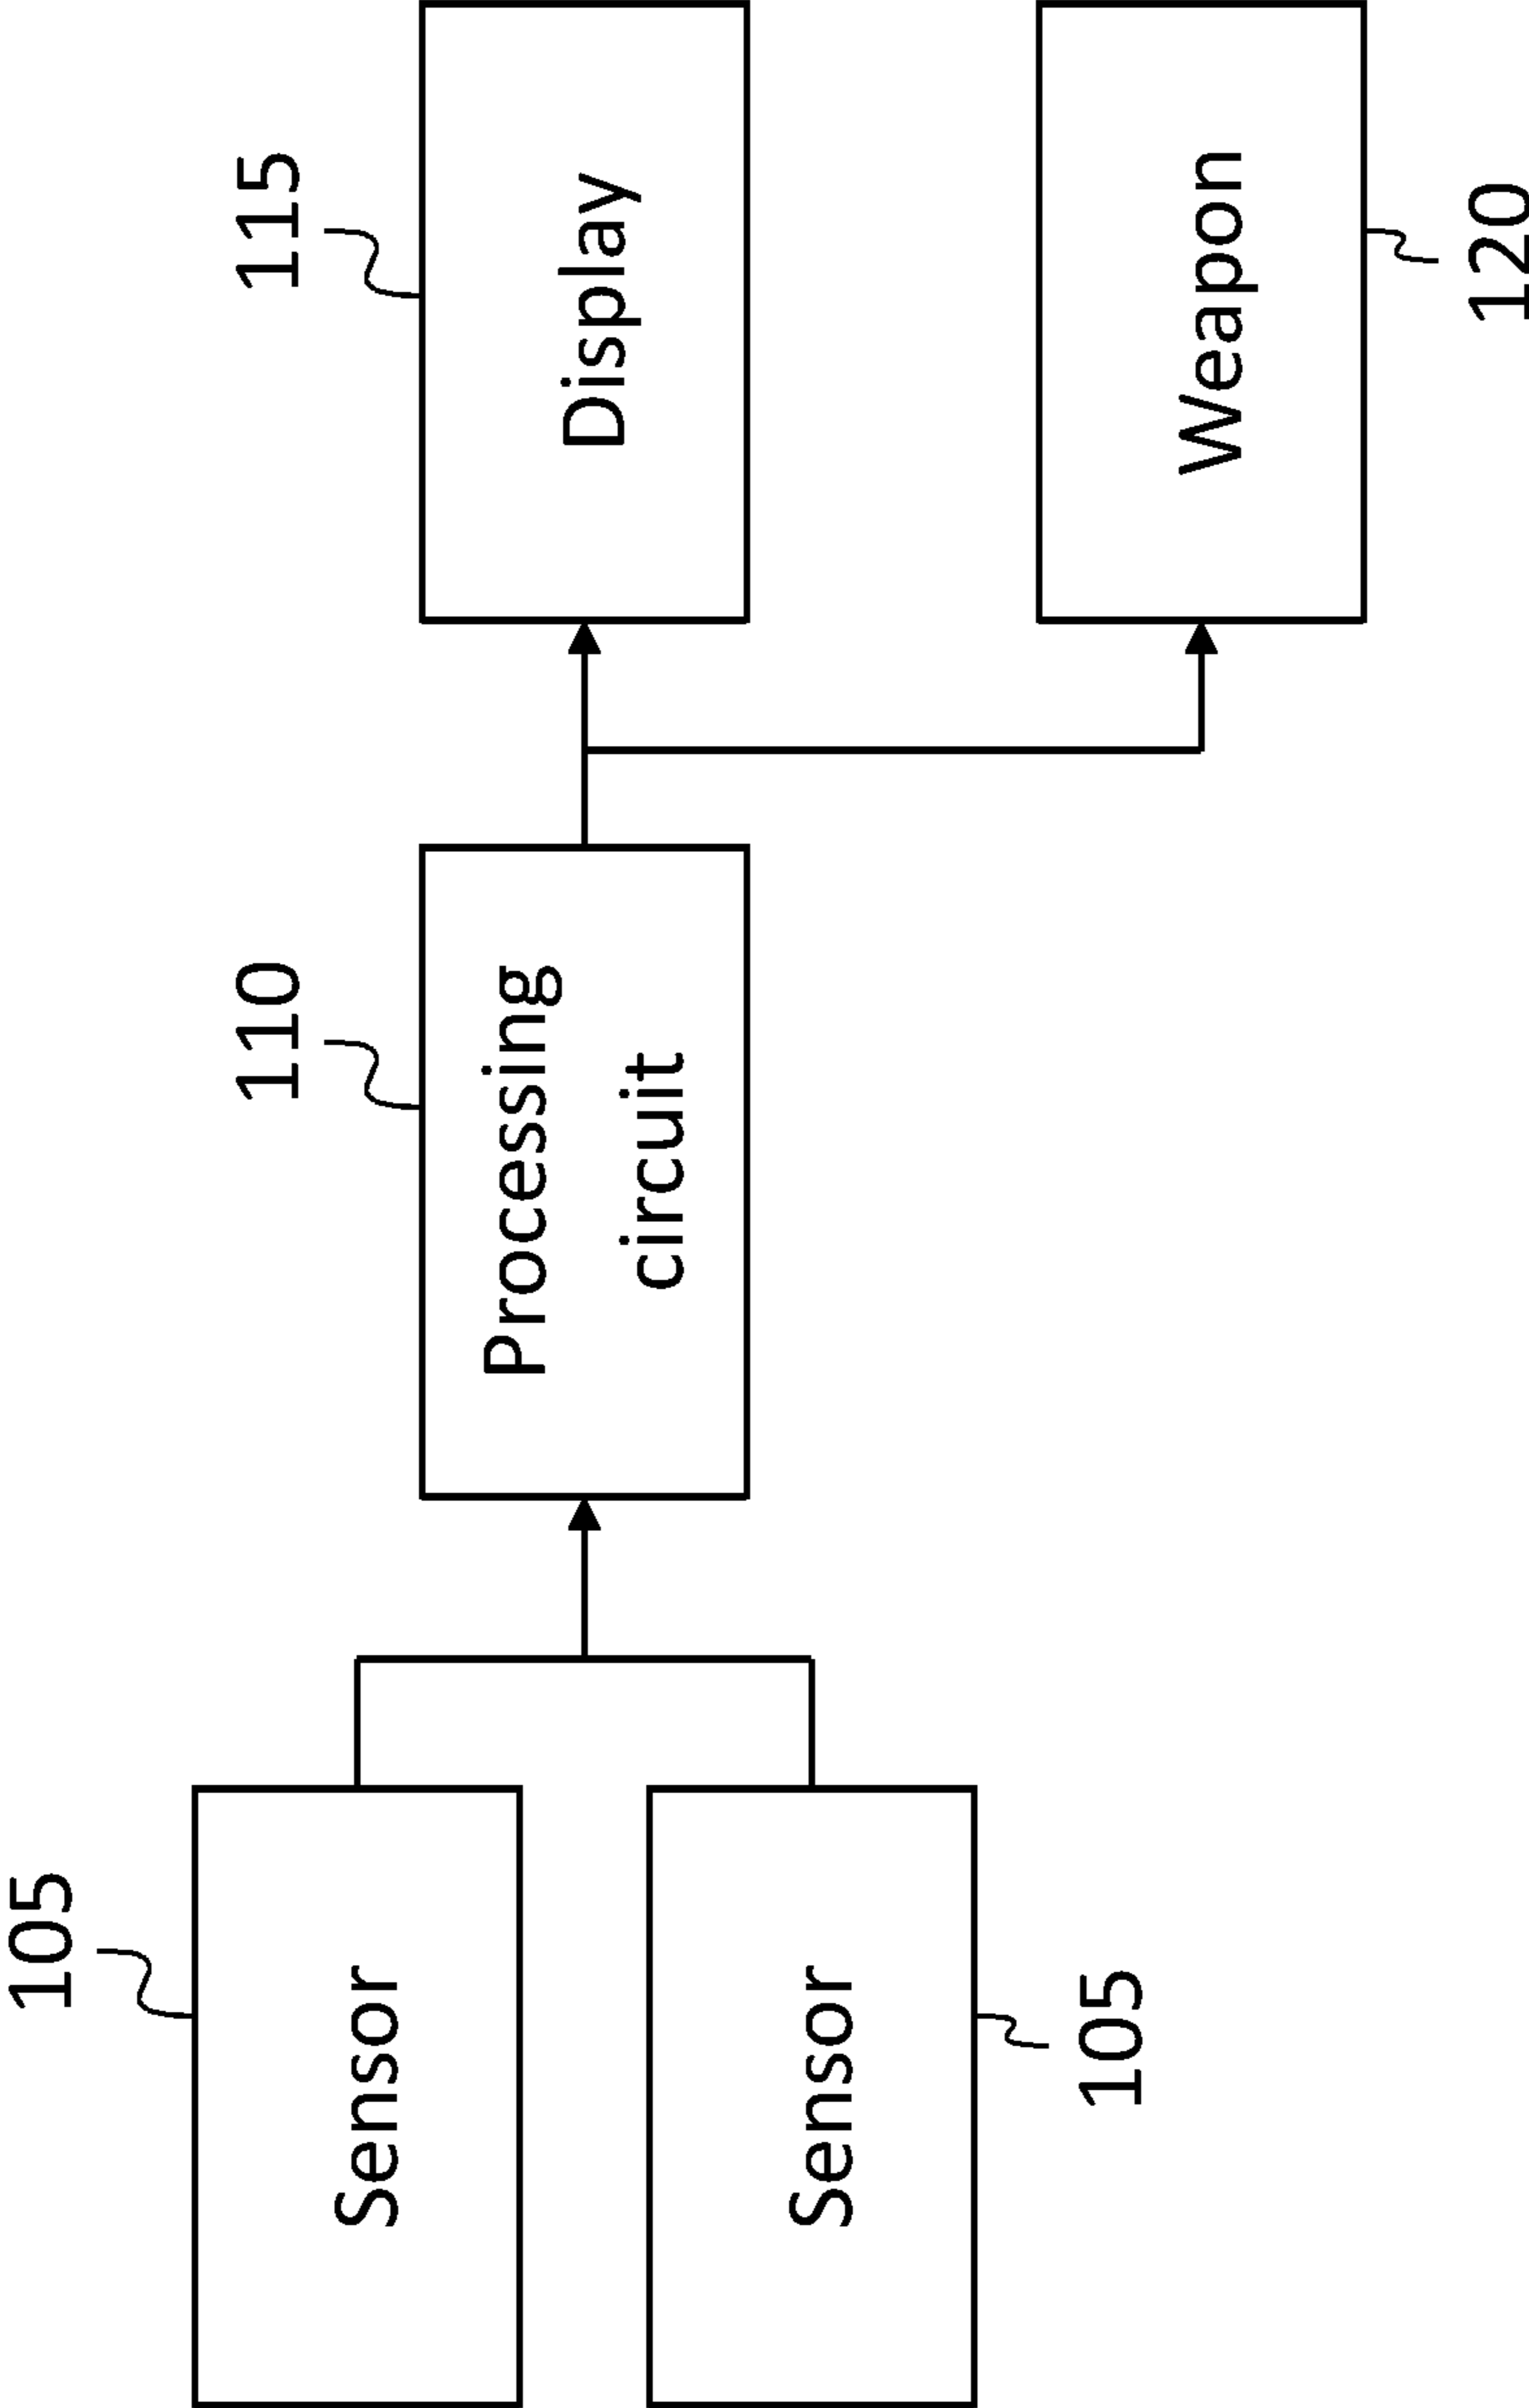 105
Sensor
Sensor
105
110
Processing
circuit
115
Display
Weapon
120